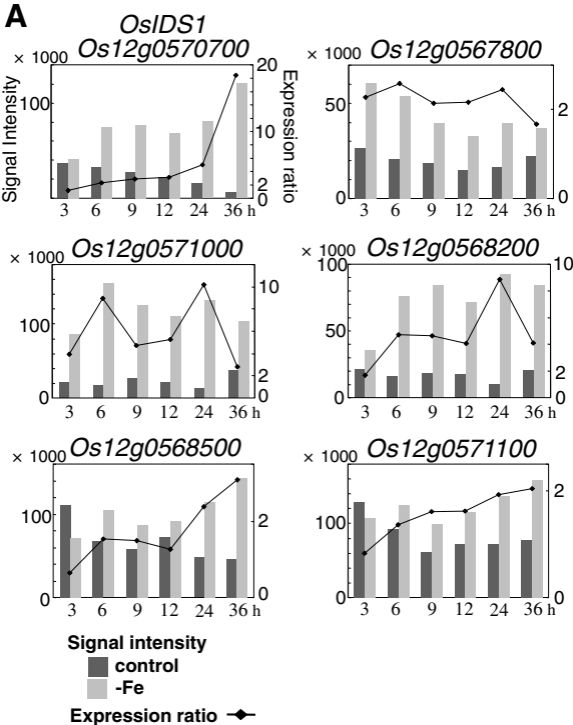 A
OsIDS1
Os12g0570700
× 1000
Signal Intensity
100
0
20
10
2
0
Expression ratio
3 6 9 12 24 36 h
Os12g0567800
× 1000
50
0
2
0
3 6 9 12 24 36 h
Os12g0571000
× 1000
100
0
10
2
0
3 6 9 12 24 36 h
Os12g0568200
× 1000
100
50
0
10
2
0
3 6 9 12 24 36 h
Os12g0568500
× 1000
100
0
2
0
3 6 9 12 24 36 h
Os12g0571100
× 1000
100
0
2
0
3 6 9 12 24 36 h
Signal intensity
control
-Fe
Expression ratio